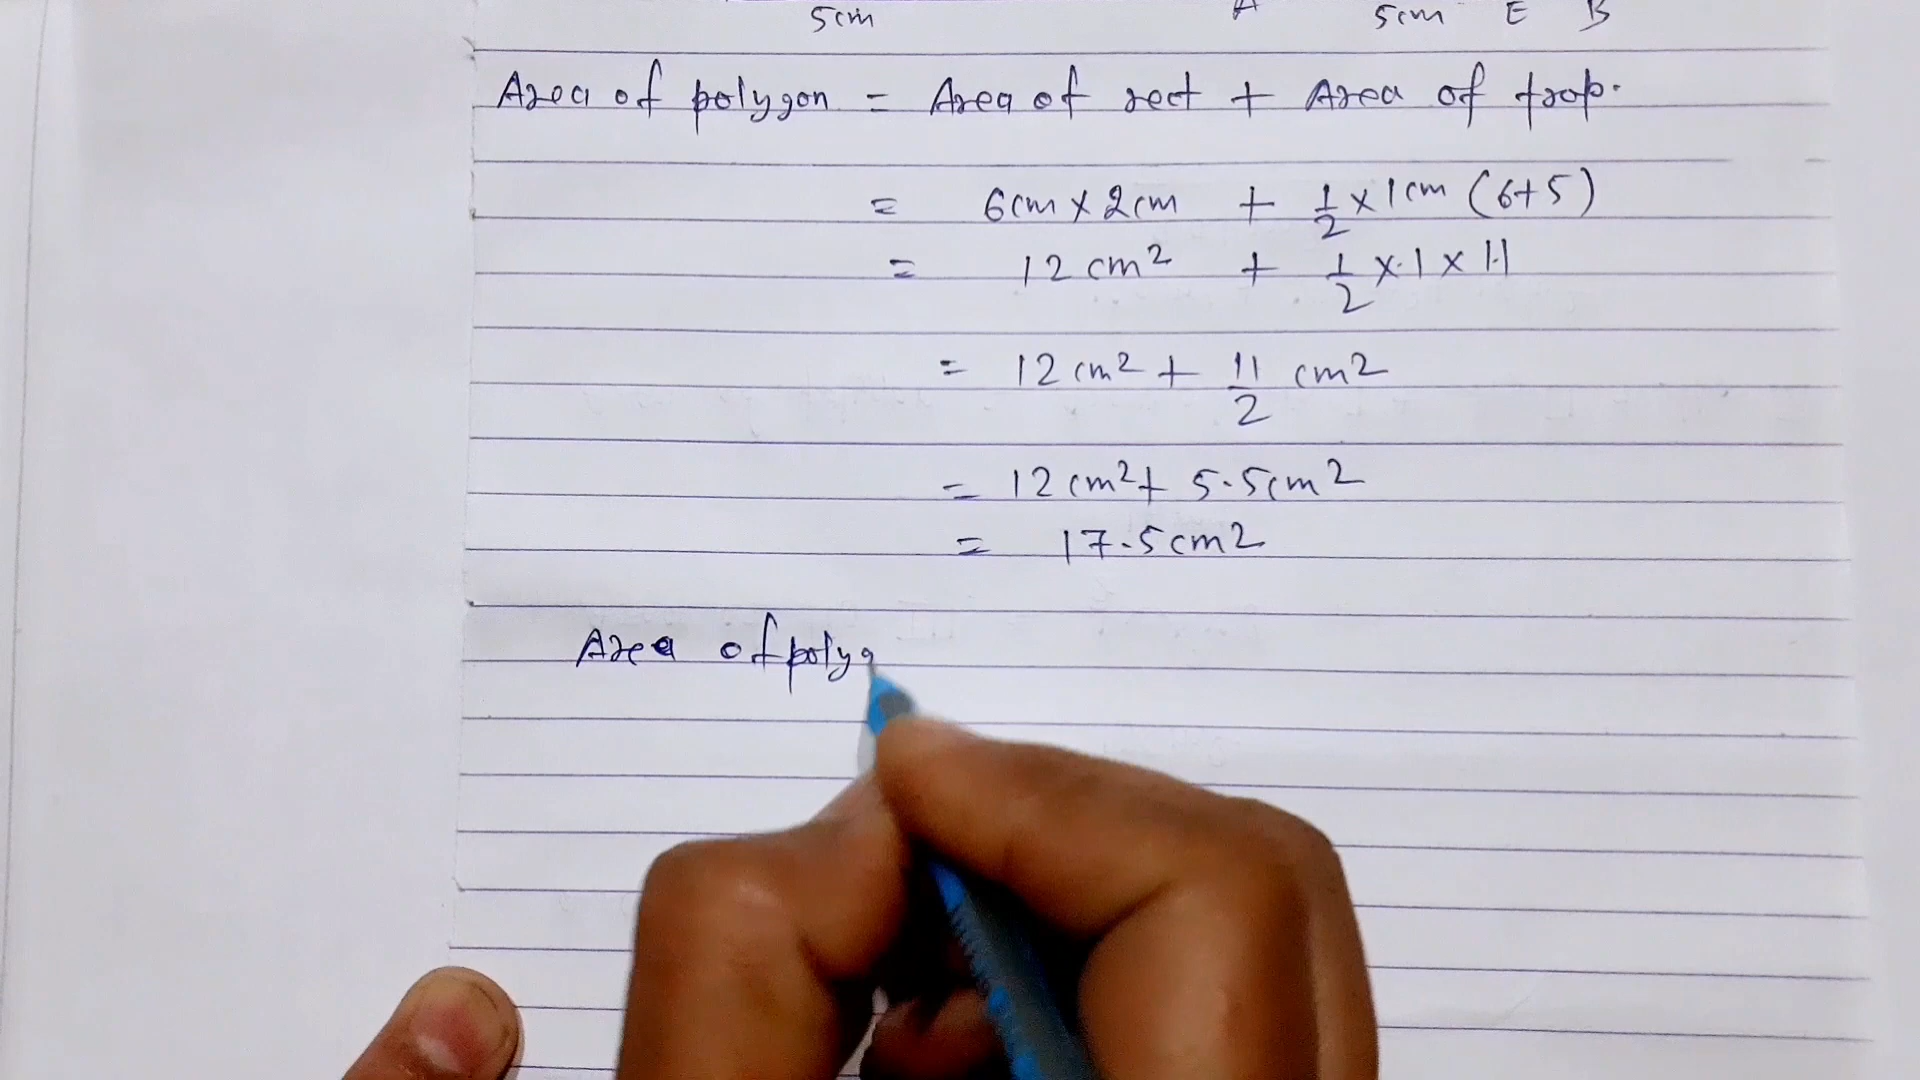 5cm A 5cm E B
Area of polygon = Area of rect + Area of trap.
= 6cm x 2cm + 1/2 x 1cm (6+5)
= 12 cm² + 1/2 x 1 x 11
= 12 cm² + 11/2 cm²
= 12 cm² + 5.5cm²
= 17.5cm²
Area of polyg